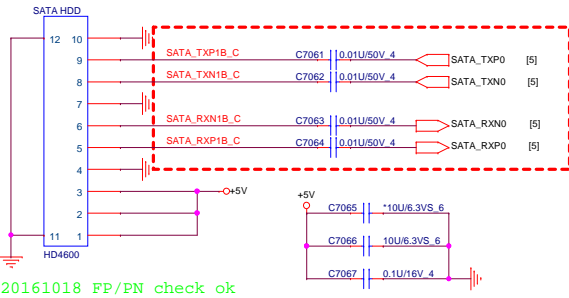 SATA HDD
12 10
9 SATA_TXP1B_C C7061 0.01U/50V_4 SATA_TXP0 [5]
8 SATA_TXN1B_C C7062 0.01U/50V_4 SATA_TXN0 [5]
7
6 SATA_RXN1B_C C7063 0.01U/50V_4 SATA_RXN0 [5]
5 SATA_RXP1B_C C7064 0.01U/50V_4 SATA_RXP0 [5]
4
3 +5V
2
11 1
HD4600
+5V
C7065 *10U/6.3VS_6
C7066 10U/6.3VS_6
C7067 0.1U/16V_4
20161018 FP/PN check ok